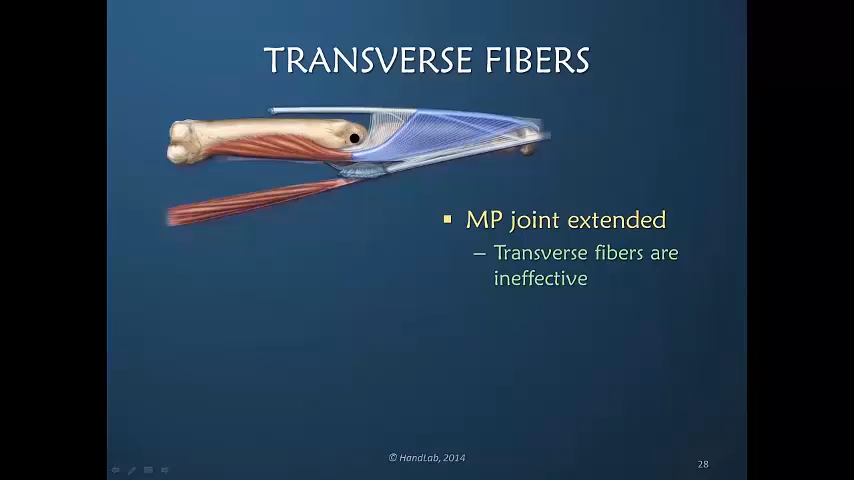 TRANSVERSE FIBERS
▪ MP joint extended
– Transverse fibers are
ineffective
© HandLab, 2014
28